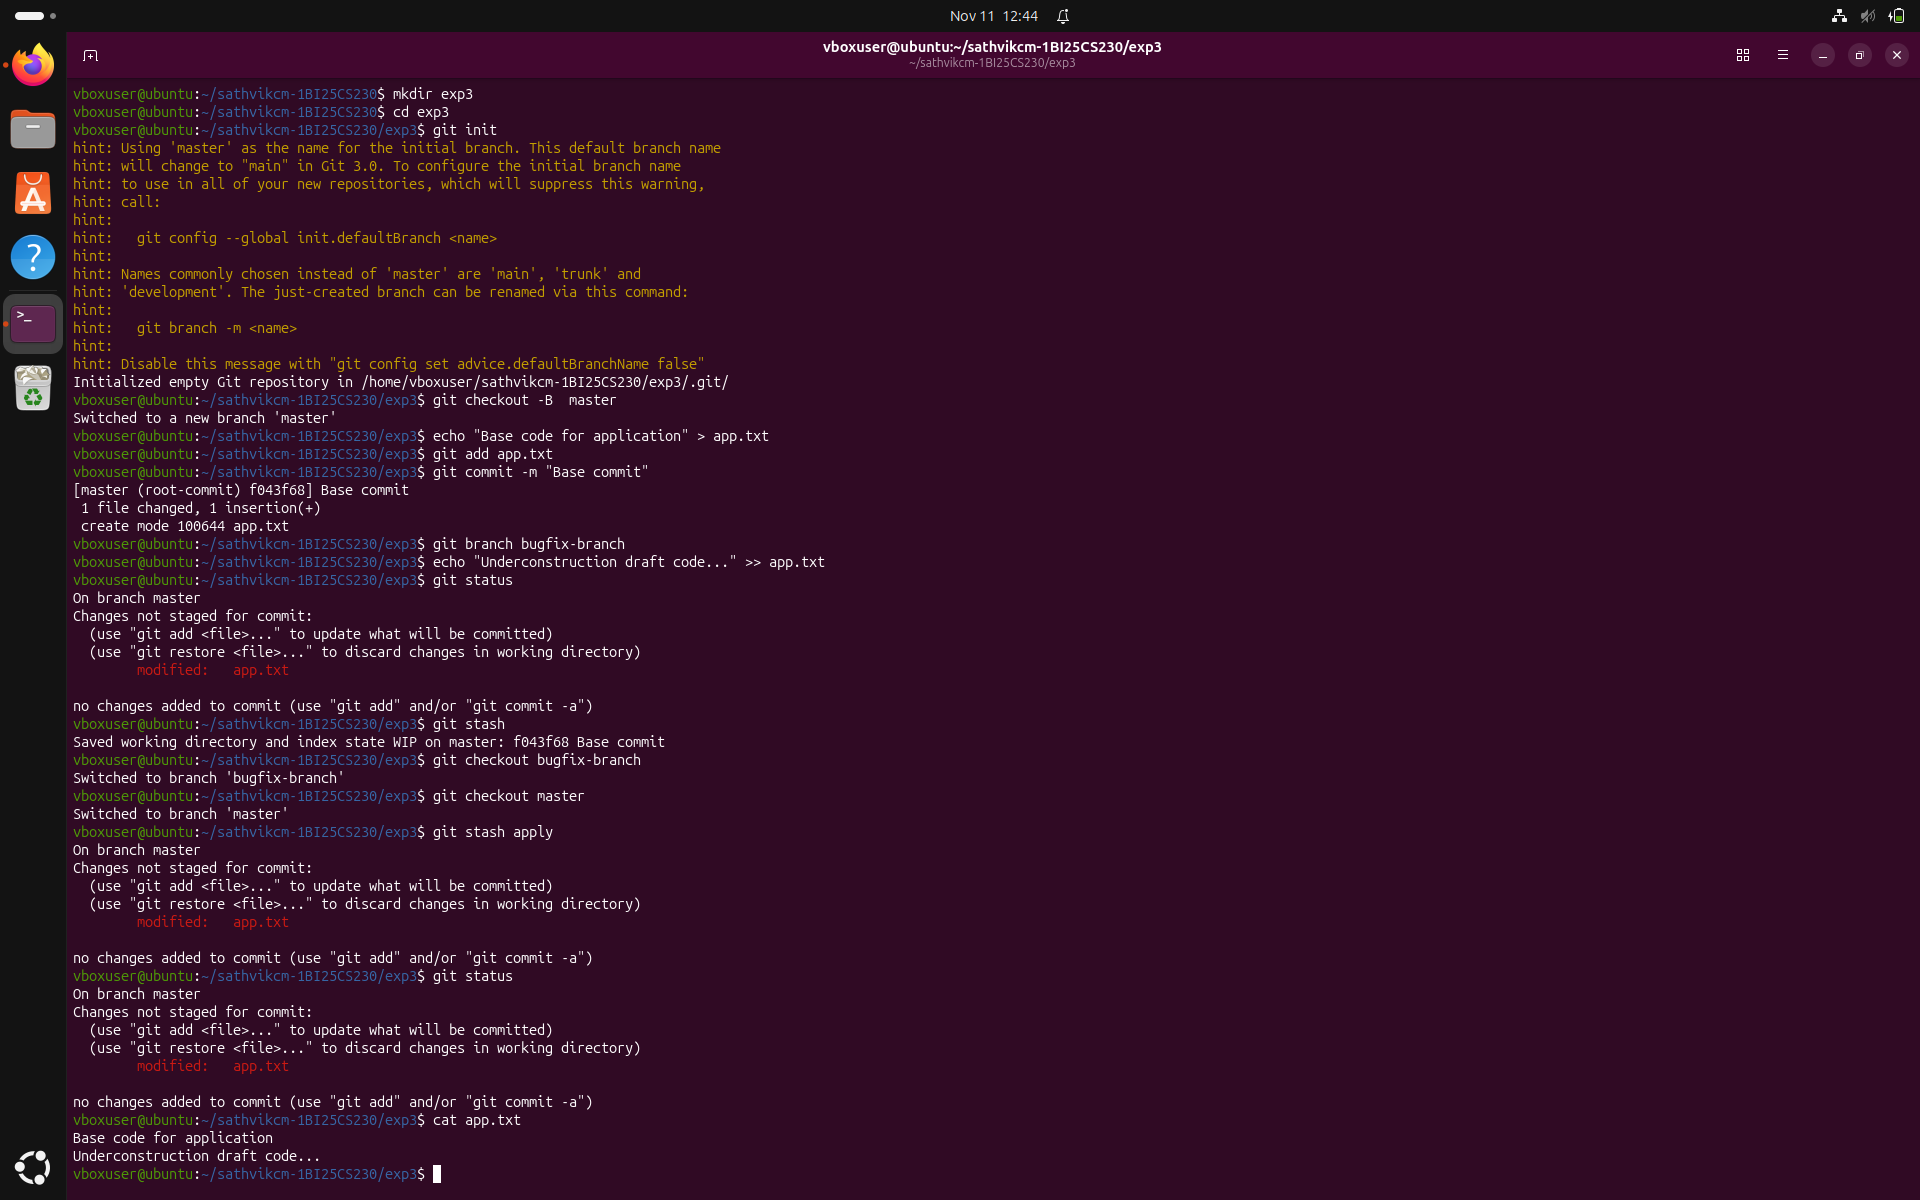 Nov 11 12:44
vboxuser@ubuntu:~/sathvikcm-1BI25CS230/exp3
~/sathvikcm-1BI25CS230/exp3
vboxuser@ubuntu:~/sathvikcm-1BI25CS230$ mkdir exp3
vboxuser@ubuntu:~/sathvikcm-1BI25CS230$ cd exp3
vboxuser@ubuntu:~/sathvikcm-1BI25CS230/exp3$ git init
hint: Using 'master' as the name for the initial branch. This default branch name
hint: will change to "main" in Git 3.0. To configure the initial branch name
hint: to use in all of your new repositories, which will suppress this warning,
hint: call:
hint:
hint:   git config --global init.defaultBranch <name>
hint:
hint: Names commonly chosen instead of 'master' are 'main', 'trunk' and
hint: 'development'. The just-created branch can be renamed via this command:
hint:
hint:   git branch -m <name>
hint:
hint: Disable this message with "git config set advice.defaultBranchName false"
Initialized empty Git repository in /home/vboxuser/sathvikcm-1BI25CS230/exp3/.git/
vboxuser@ubuntu:~/sathvikcm-1BI25CS230/exp3$ git checkout -B  master
Switched to a new branch 'master'
vboxuser@ubuntu:~/sathvikcm-1BI25CS230/exp3$ echo "Base code for application" > app.txt
vboxuser@ubuntu:~/sathvikcm-1BI25CS230/exp3$ git add app.txt
vboxuser@ubuntu:~/sathvikcm-1BI25CS230/exp3$ git commit -m "Base commit"
[master (root-commit) f043f68] Base commit
 1 file changed, 1 insertion(+)
 create mode 100644 app.txt
vboxuser@ubuntu:~/sathvikcm-1BI25CS230/exp3$ git branch bugfix-branch
vboxuser@ubuntu:~/sathvikcm-1BI25CS230/exp3$ echo "Underconstruction draft code..." >> app.txt
vboxuser@ubuntu:~/sathvikcm-1BI25CS230/exp3$ git status
On branch master
Changes not staged for commit:
  (use "git add <file>..." to update what will be committed)
  (use "git restore <file>..." to discard changes in working directory)
        modified:   app.txt
no changes added to commit (use "git add" and/or "git commit -a")
vboxuser@ubuntu:~/sathvikcm-1BI25CS230/exp3$ git stash
Saved working directory and index state WIP on master: f043f68 Base commit
vboxuser@ubuntu:~/sathvikcm-1BI25CS230/exp3$ git checkout bugfix-branch
Switched to branch 'bugfix-branch'
vboxuser@ubuntu:~/sathvikcm-1BI25CS230/exp3$ git checkout master
Switched to branch 'master'
vboxuser@ubuntu:~/sathvikcm-1BI25CS230/exp3$ git stash apply
On branch master
Changes not staged for commit:
  (use "git add <file>..." to update what will be committed)
  (use "git restore <file>..." to discard changes in working directory)
        modified:   app.txt
no changes added to commit (use "git add" and/or "git commit -a")
vboxuser@ubuntu:~/sathvikcm-1BI25CS230/exp3$ git status
On branch master
Changes not staged for commit:
  (use "git add <file>..." to update what will be committed)
  (use "git restore <file>..." to discard changes in working directory)
        modified:   app.txt
no changes added to commit (use "git add" and/or "git commit -a")
vboxuser@ubuntu:~/sathvikcm-1BI25CS230/exp3$ cat app.txt
Base code for application
Underconstruction draft code...
vboxuser@ubuntu:~/sathvikcm-1BI25CS230/exp3$